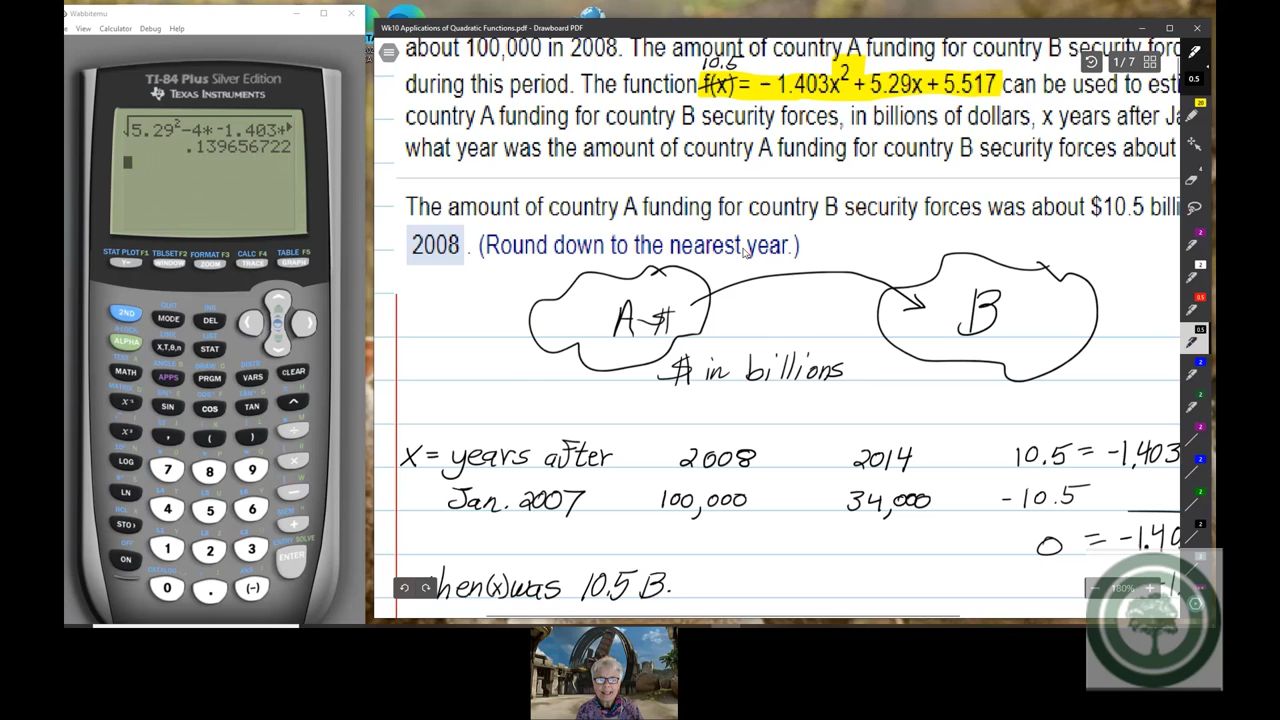 Wabbitemu
File View Calculator Debug Help
TI-84 Plus Silver Edition
TEXAS INSTRUMENTS
√5.29²-4*-1.403*
.139656722
STAT PLOT F1 TBLSET F2 FORMAT F3 CALC F4 TABLE F5
Y= WINDOW ZOOM TRACE GRAPH
2ND MODE DEL
ALPHA X,T,θ,n STAT
MATH APPS PRGM VARS CLEAR
SIN COS TAN ^
x² , ( ) ÷
LOG 7 8 9 ×
LN 4 5 6 −
STO› 1 2 3 +
ON 0 . (-) ENTER
Wk10 Applications of Quadratic Functions.pdf - Drawboard PDF
1/7
about 100,000 in 2008. The amount of country A funding for country B security forc
10.5
during this period. The function f(x) = − 1.403x² + 5.29x + 5.517 can be used to esti
country A funding for country B security forces, in billions of dollars, x years after Ja
what year was the amount of country A funding for country B security forces about
The amount of country A funding for country B security forces was about $10.5 billi
2008 . (Round down to the nearest year.)
A-$ B
$ in billions
X = years after 2008 2014 10.5 = -1.403
Jan. 2007 100,000 34,000 -10.5
0 = -1.40
hen(x) was 10.5 B.
180%